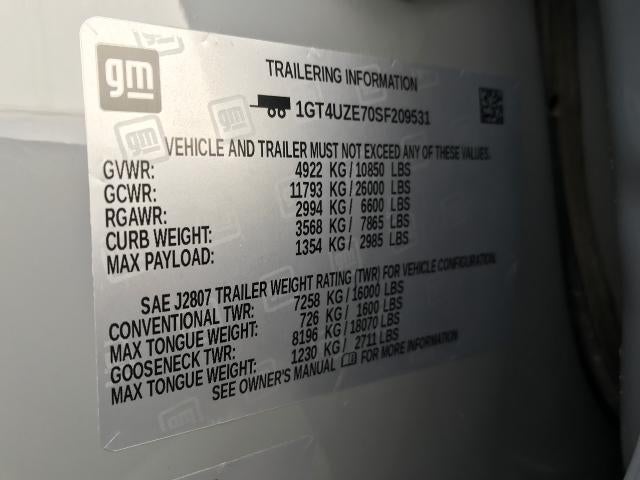 gm
TRAILERING INFORMATION
1GT4UZE70SF209531
VEHICLE AND TRAILER MUST NOT EXCEED ANY OF THESE VALUES.
GVWR: 4922 KG/10850 LBS
GCWR: 11793 KG/26000 LBS
RGAWR: 2994 KG/ 6600 LBS
CURB WEIGHT: 3568 KG/ 7865 LBS
MAX PAYLOAD: 1354 KG/ 2985 LBS
SAE J2807 TRAILER WEIGHT RATING (TWR) FOR VEHICLE CONFIGURATION.
CONVENTIONAL TWR: 7258 KG/16000 LBS
MAX TONGUE WEIGHT: 726 KG/ 1600 LBS
GOOSENECK TWR: 8196 KG/18070 LBS
MAX TONGUE WEIGHT: 1230 KG/ 2711 LBS
SEE OWNER'S MANUAL FOR MORE INFORMATION